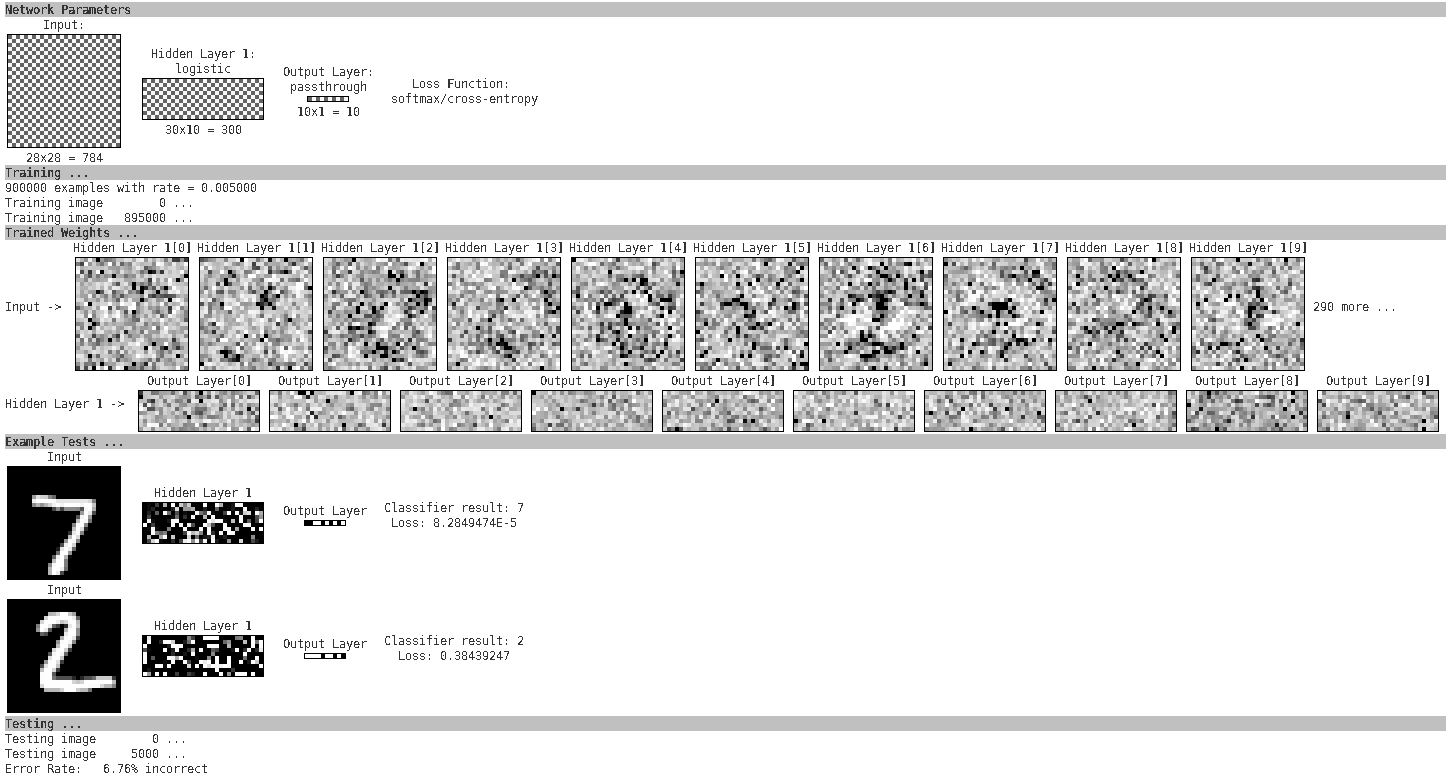 Network Parameters
Input:
Hidden Layer 1:
logistic
Output Layer:
passthrough
Loss Function:
softmax/cross-entropy
10x1 = 10
30x10 = 300
28x28 = 784
Training ...
900000 examples with rate = 0.005000
Training image        0 ...
Training image   895000 ...
Trained Weights ...
Hidden Layer 1[0] Hidden Layer 1[1] Hidden Layer 1[2] Hidden Layer 1[3] Hidden Layer 1[4] Hidden Layer 1[5] Hidden Layer 1[6] Hidden Layer 1[7] Hidden Layer 1[8] Hidden Layer 1[9]
Input -> 290 more ...
Output Layer[0] Output Layer[1] Output Layer[2] Output Layer[3] Output Layer[4] Output Layer[5] Output Layer[6] Output Layer[7] Output Layer[8] Output Layer[9]
Hidden Layer 1 ->
Example Tests ...
Input
7
Hidden Layer 1
Output Layer
Classifier result: 7
Loss: 8.2849474E-5
Input
2
Hidden Layer 1
Output Layer
Classifier result: 2
Loss: 0.38439247
Testing ...
Testing image        0 ...
Testing image     5000 ...
Error Rate:   6.76% incorrect